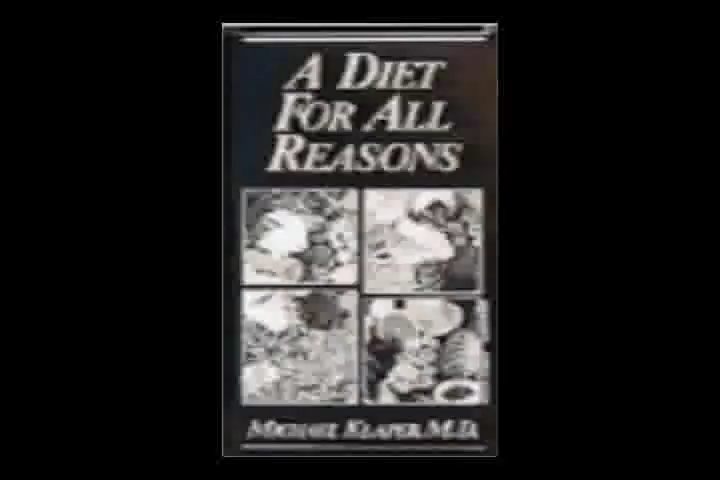 A DIET
FOR ALL
REASONS
MICHAEL KLAPER, M.D.